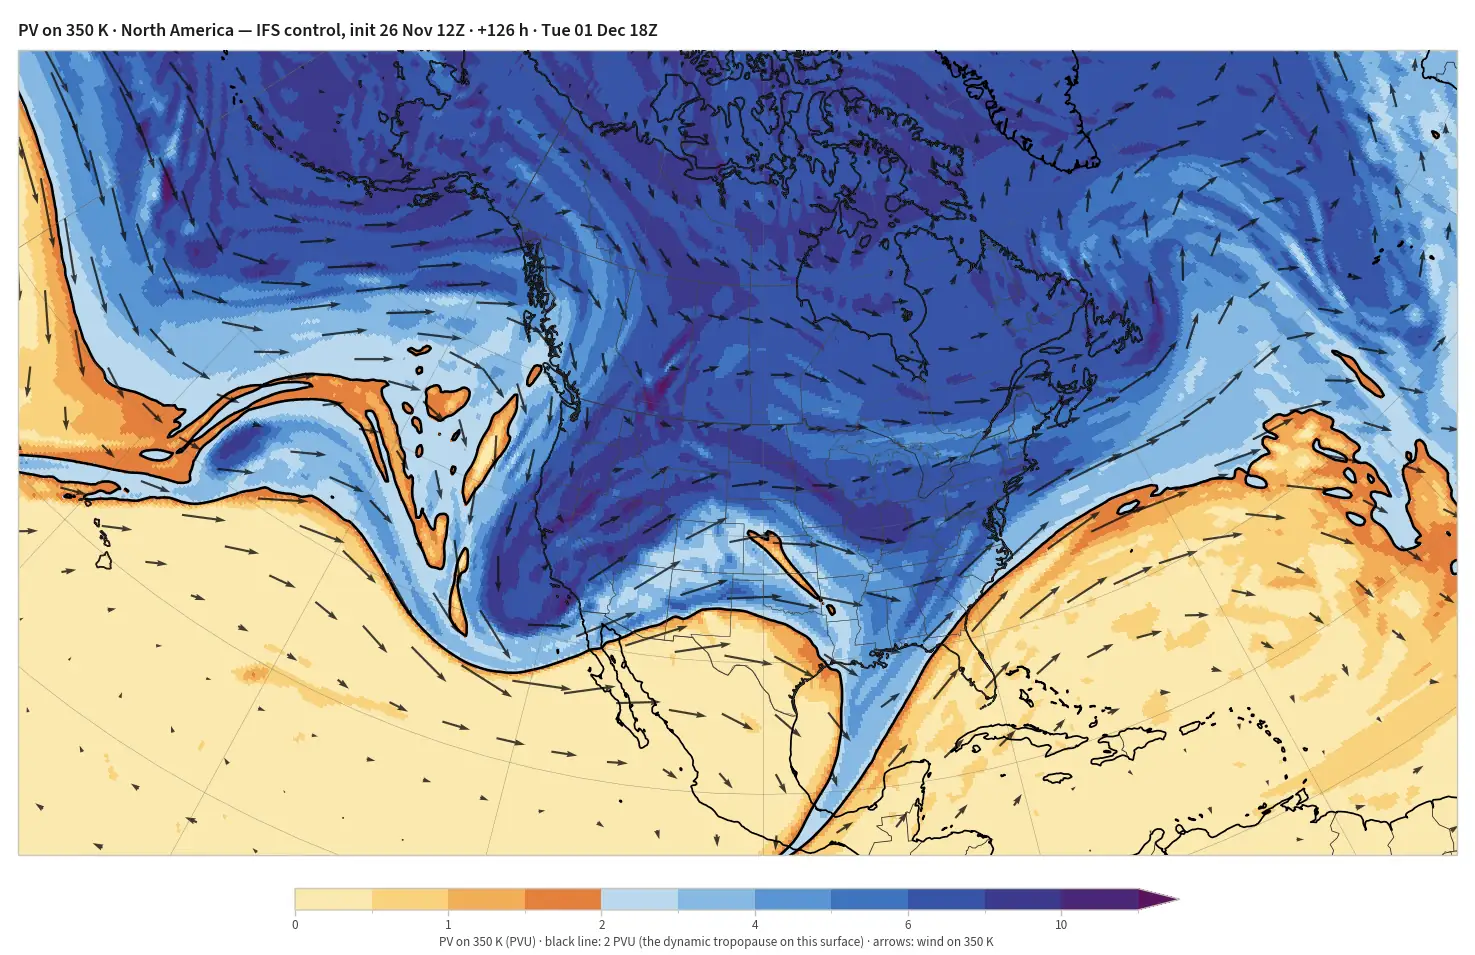 PV on 350 K · North America — IFS control, init 26 Nov 12Z · +126 h · Tue 01 Dec 18Z
0 1 2 4 6 10
PV on 350 K (PVU) · black line: 2 PVU (the dynamic tropopause on this surface) · arrows: wind on 350 K